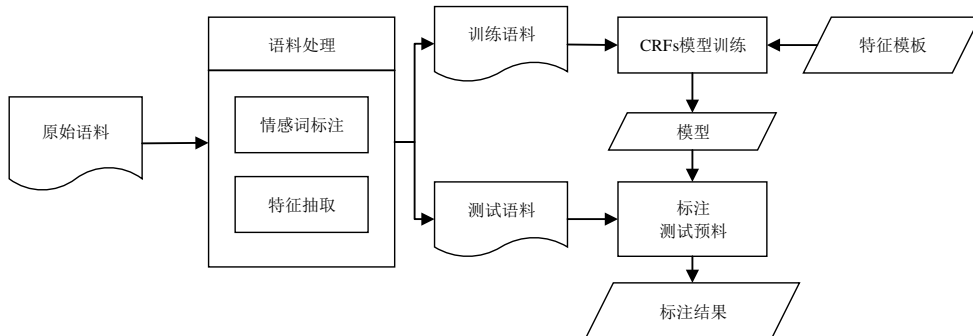 语料处理
训练语料
CRFs模型训练
特征模板
原始语料
情感词标注
模型
特征抽取
测试语料
标注
测试预料
标注结果